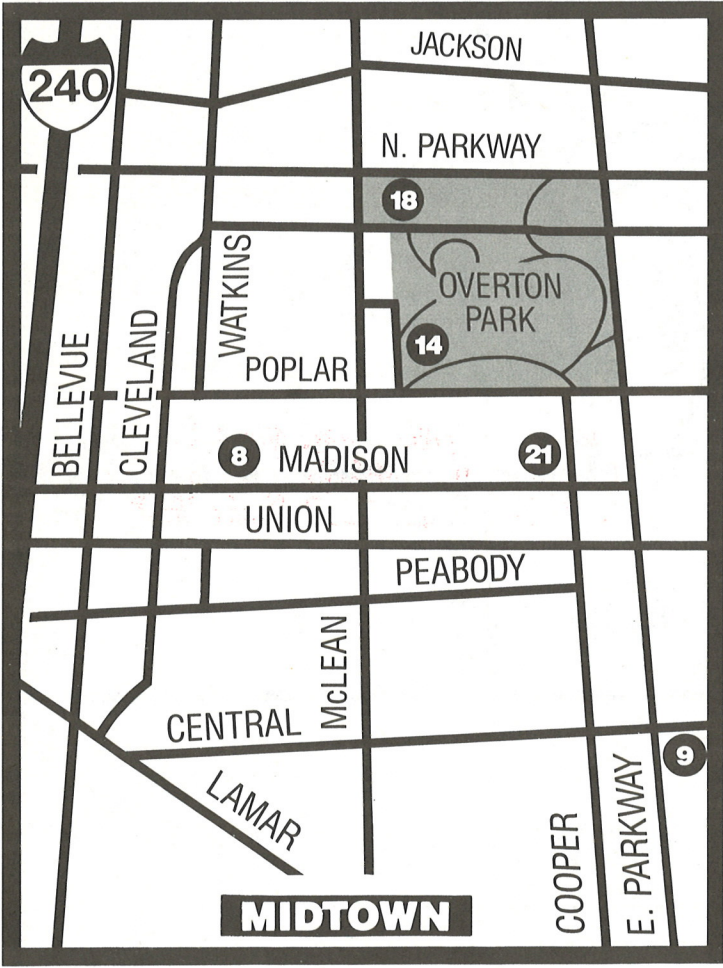 JACKSON
240
N. PARKWAY
18
WATKINS
OVERTON
PARK
14
BELLEVUE
CLEVELAND
POPLAR
8
MADISON
21
UNION
PEABODY
McLEAN
CENTRAL
9
LAMAR
COOPER
E. PARKWAY
MIDTOWN